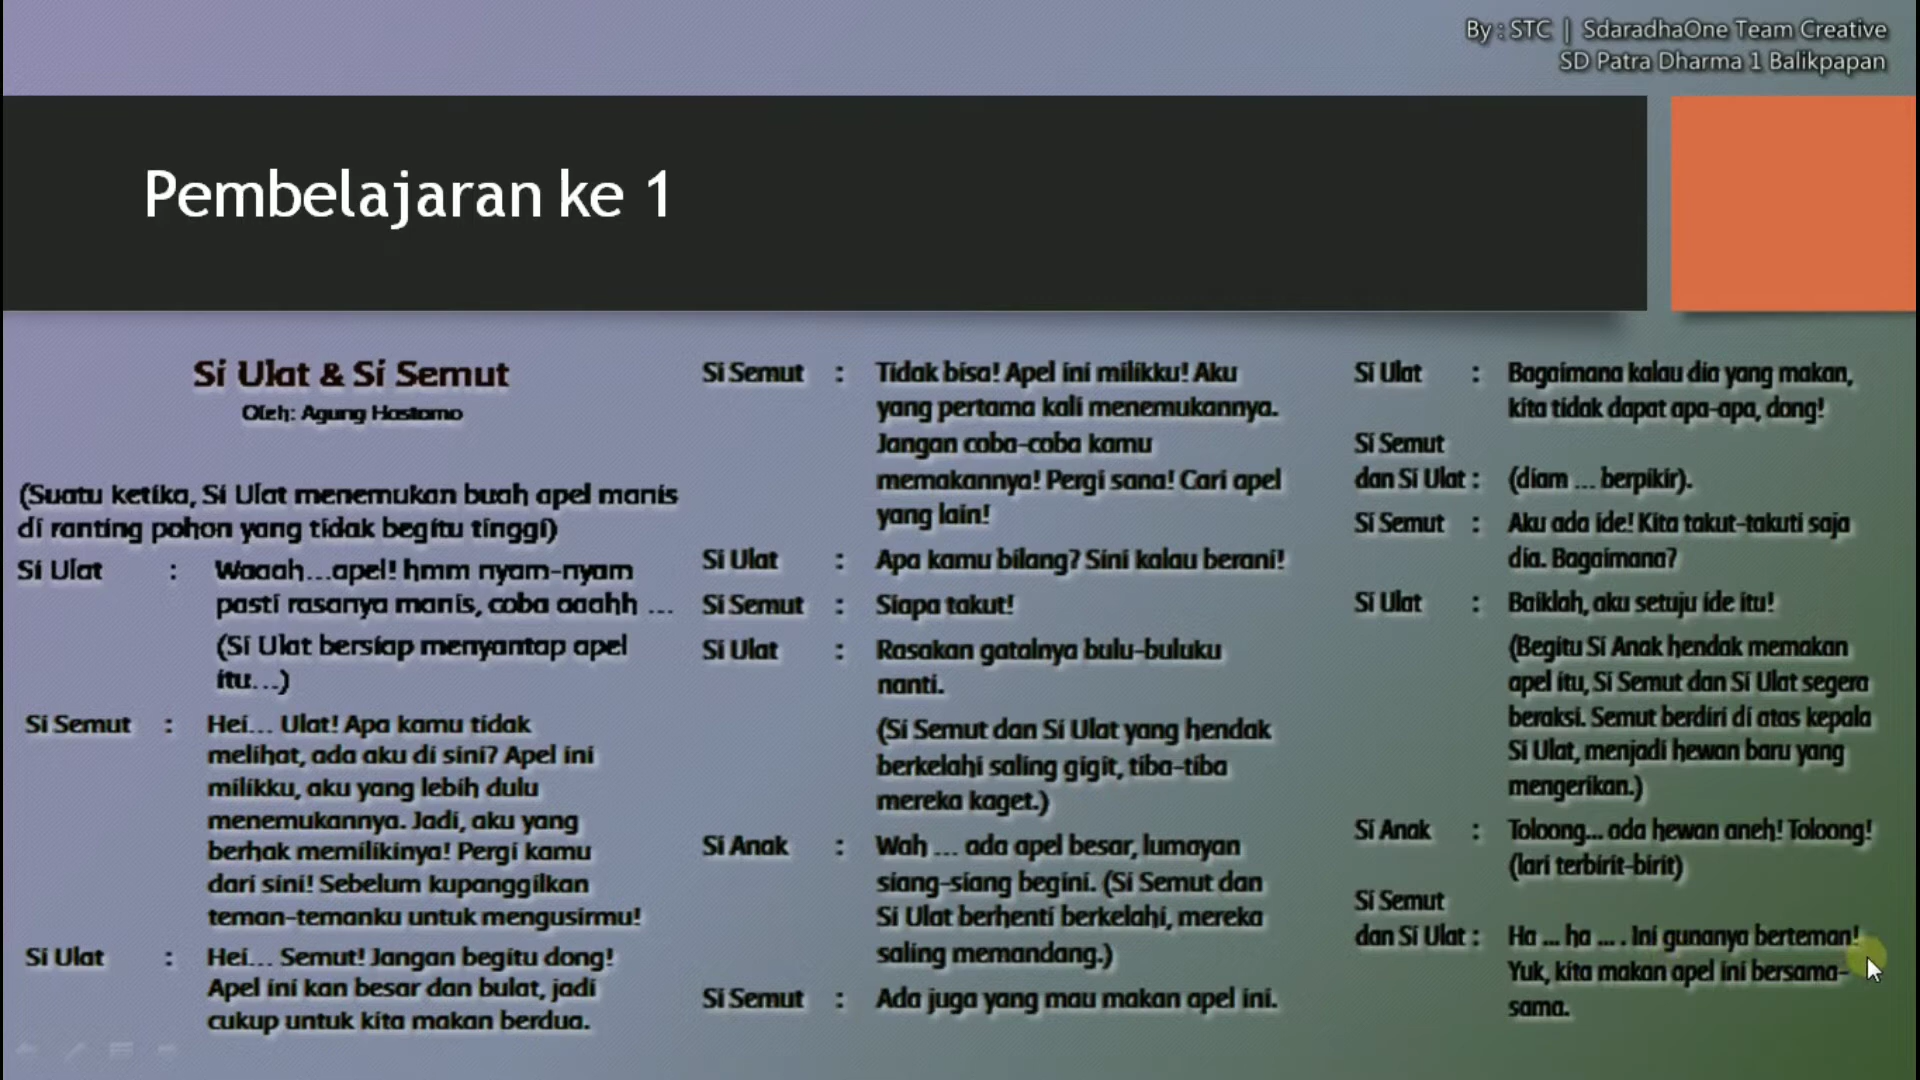 By : STC | SdaradhaOne Team Creative
SD Patra Dharma 1 Balikpapan
Pembelajaran ke 1
Si Ulat & Si Semut
Oleh: Agung Hastomo
(Suatu ketika, Si Ulat menemukan buah apel manis
di ranting pohon yang tidak begitu tinggi)
Si Ulat : Waaah...apel! hmm nyam-nyam
pasti rasanya manis, coba aaahh ...
(Si Ulat bersiap menyantap apel
itu...)
Si Semut : Hei... Ulat! Apa kamu tidak
melihat, ada aku di sini? Apel ini
milikku, aku yang lebih dulu
menemukannya. Jadi, aku yang
berhak memilikinya! Pergi kamu
dari sini! Sebelum kupanggilkan
teman-temanku untuk mengusirmu!
Si Ulat : Hei... Semut! Jangan begitu dong!
Apel ini kan besar dan bulat, jadi
cukup untuk kita makan berdua.
Si Semut : Tidak bisa! Apel ini milikku! Aku
yang pertama kali menemukannya.
Jangan coba-coba kamu
memakannya! Pergi sana! Cari apel
yang lain!
Si Ulat : Apa kamu bilang? Sini kalau berani!
Si Semut : Siapa takut!
Si Ulat : Rasakan gatalnya bulu-buluku
nanti.
(Si Semut dan Si Ulat yang hendak
berkelahi saling gigit, tiba-tiba
mereka kaget.)
Si Anak : Wah ... ada apel besar, lumayan
siang-siang begini. (Si Semut dan
Si Ulat berhenti berkelahi, mereka
saling memandang.)
Si Semut : Ada juga yang mau makan apel ini.
Si Ulat : Bagaimana kalau dia yang makan,
kita tidak dapat apa-apa, dong!
Si Semut
dan Si Ulat : (diam ... berpikir).
Si Semut : Aku ada ide! Kita takut-takuti saja
dia. Bagaimana?
Si Ulat : Baiklah, aku setuju ide itu!
(Begitu Si Anak hendak memakan
apel itu, Si Semut dan Si Ulat segera
beraksi. Semut berdiri di atas kepala
Si Ulat, menjadi hewan baru yang
mengerikan.)
Si Anak : Toloong... ada hewan aneh! Toloong!
(lari terbirit-birit)
Si Semut
dan Si Ulat : Ha ... ha ... . Ini gunanya berteman!
Yuk, kita makan apel ini bersama-
sama.